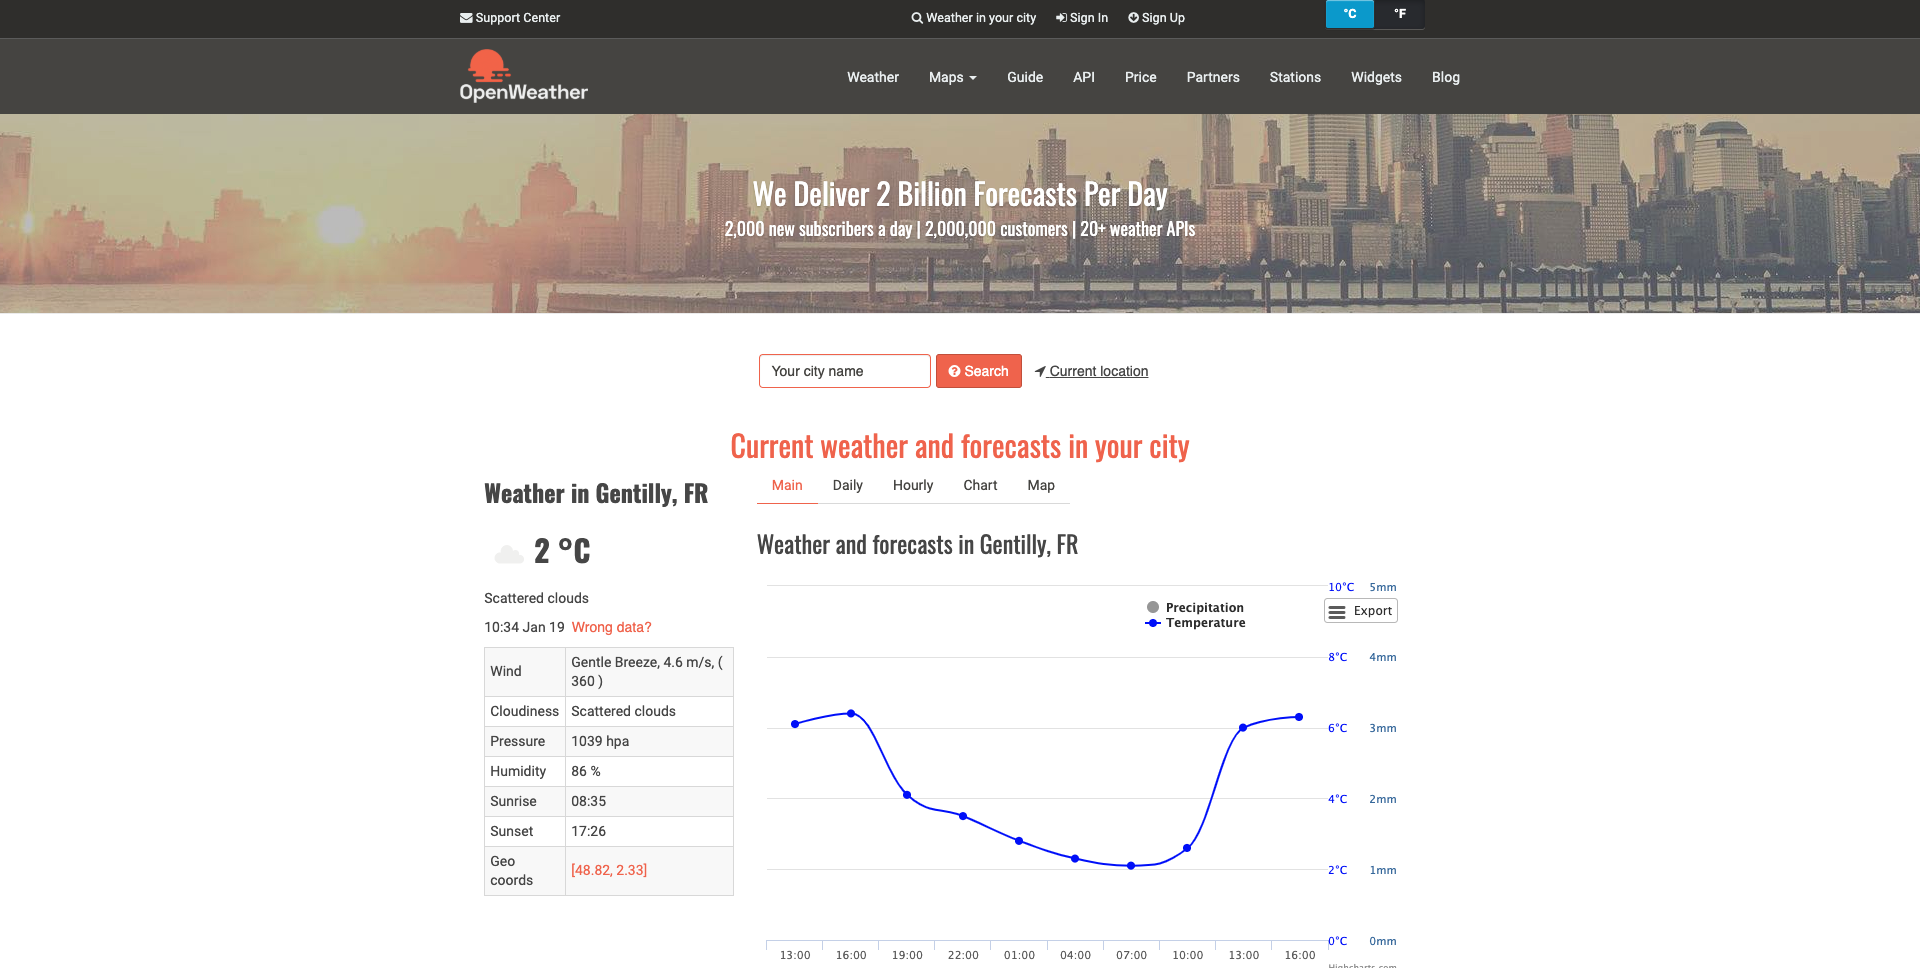 Support Center
Weather in your city
Sign In
Sign Up
°C
°F
OpenWeather
Weather
Maps
Guide
API
Price
Partners
Stations
Widgets
Blog
We Deliver 2 Billion Forecasts Per Day
2,000 new subscribers a day | 2,000,000 customers | 20+ weather APIs
Your city name
Search
Current location
Current weather and forecasts in your city
Weather in Gentilly, FR
2 °C
Scattered clouds
10:34 Jan 19 Wrong data?
Wind
Gentle Breeze, 4.6 m/s, (
360 )
Cloudiness
Scattered clouds
Pressure
1039 hpa
Humidity
86 %
Sunrise
08:35
Sunset
17:26
Geo
coords
[48.82, 2.33]
Main
Daily
Hourly
Chart
Map
Weather and forecasts in Gentilly, FR
Precipitation
Temperature
Export
10°C 5mm
8°C 4mm
6°C 3mm
4°C 2mm
2°C 1mm
0°C 0mm
13:00 16:00 19:00 22:00 01:00 04:00 07:00 10:00 13:00 16:00
Highcharts.com